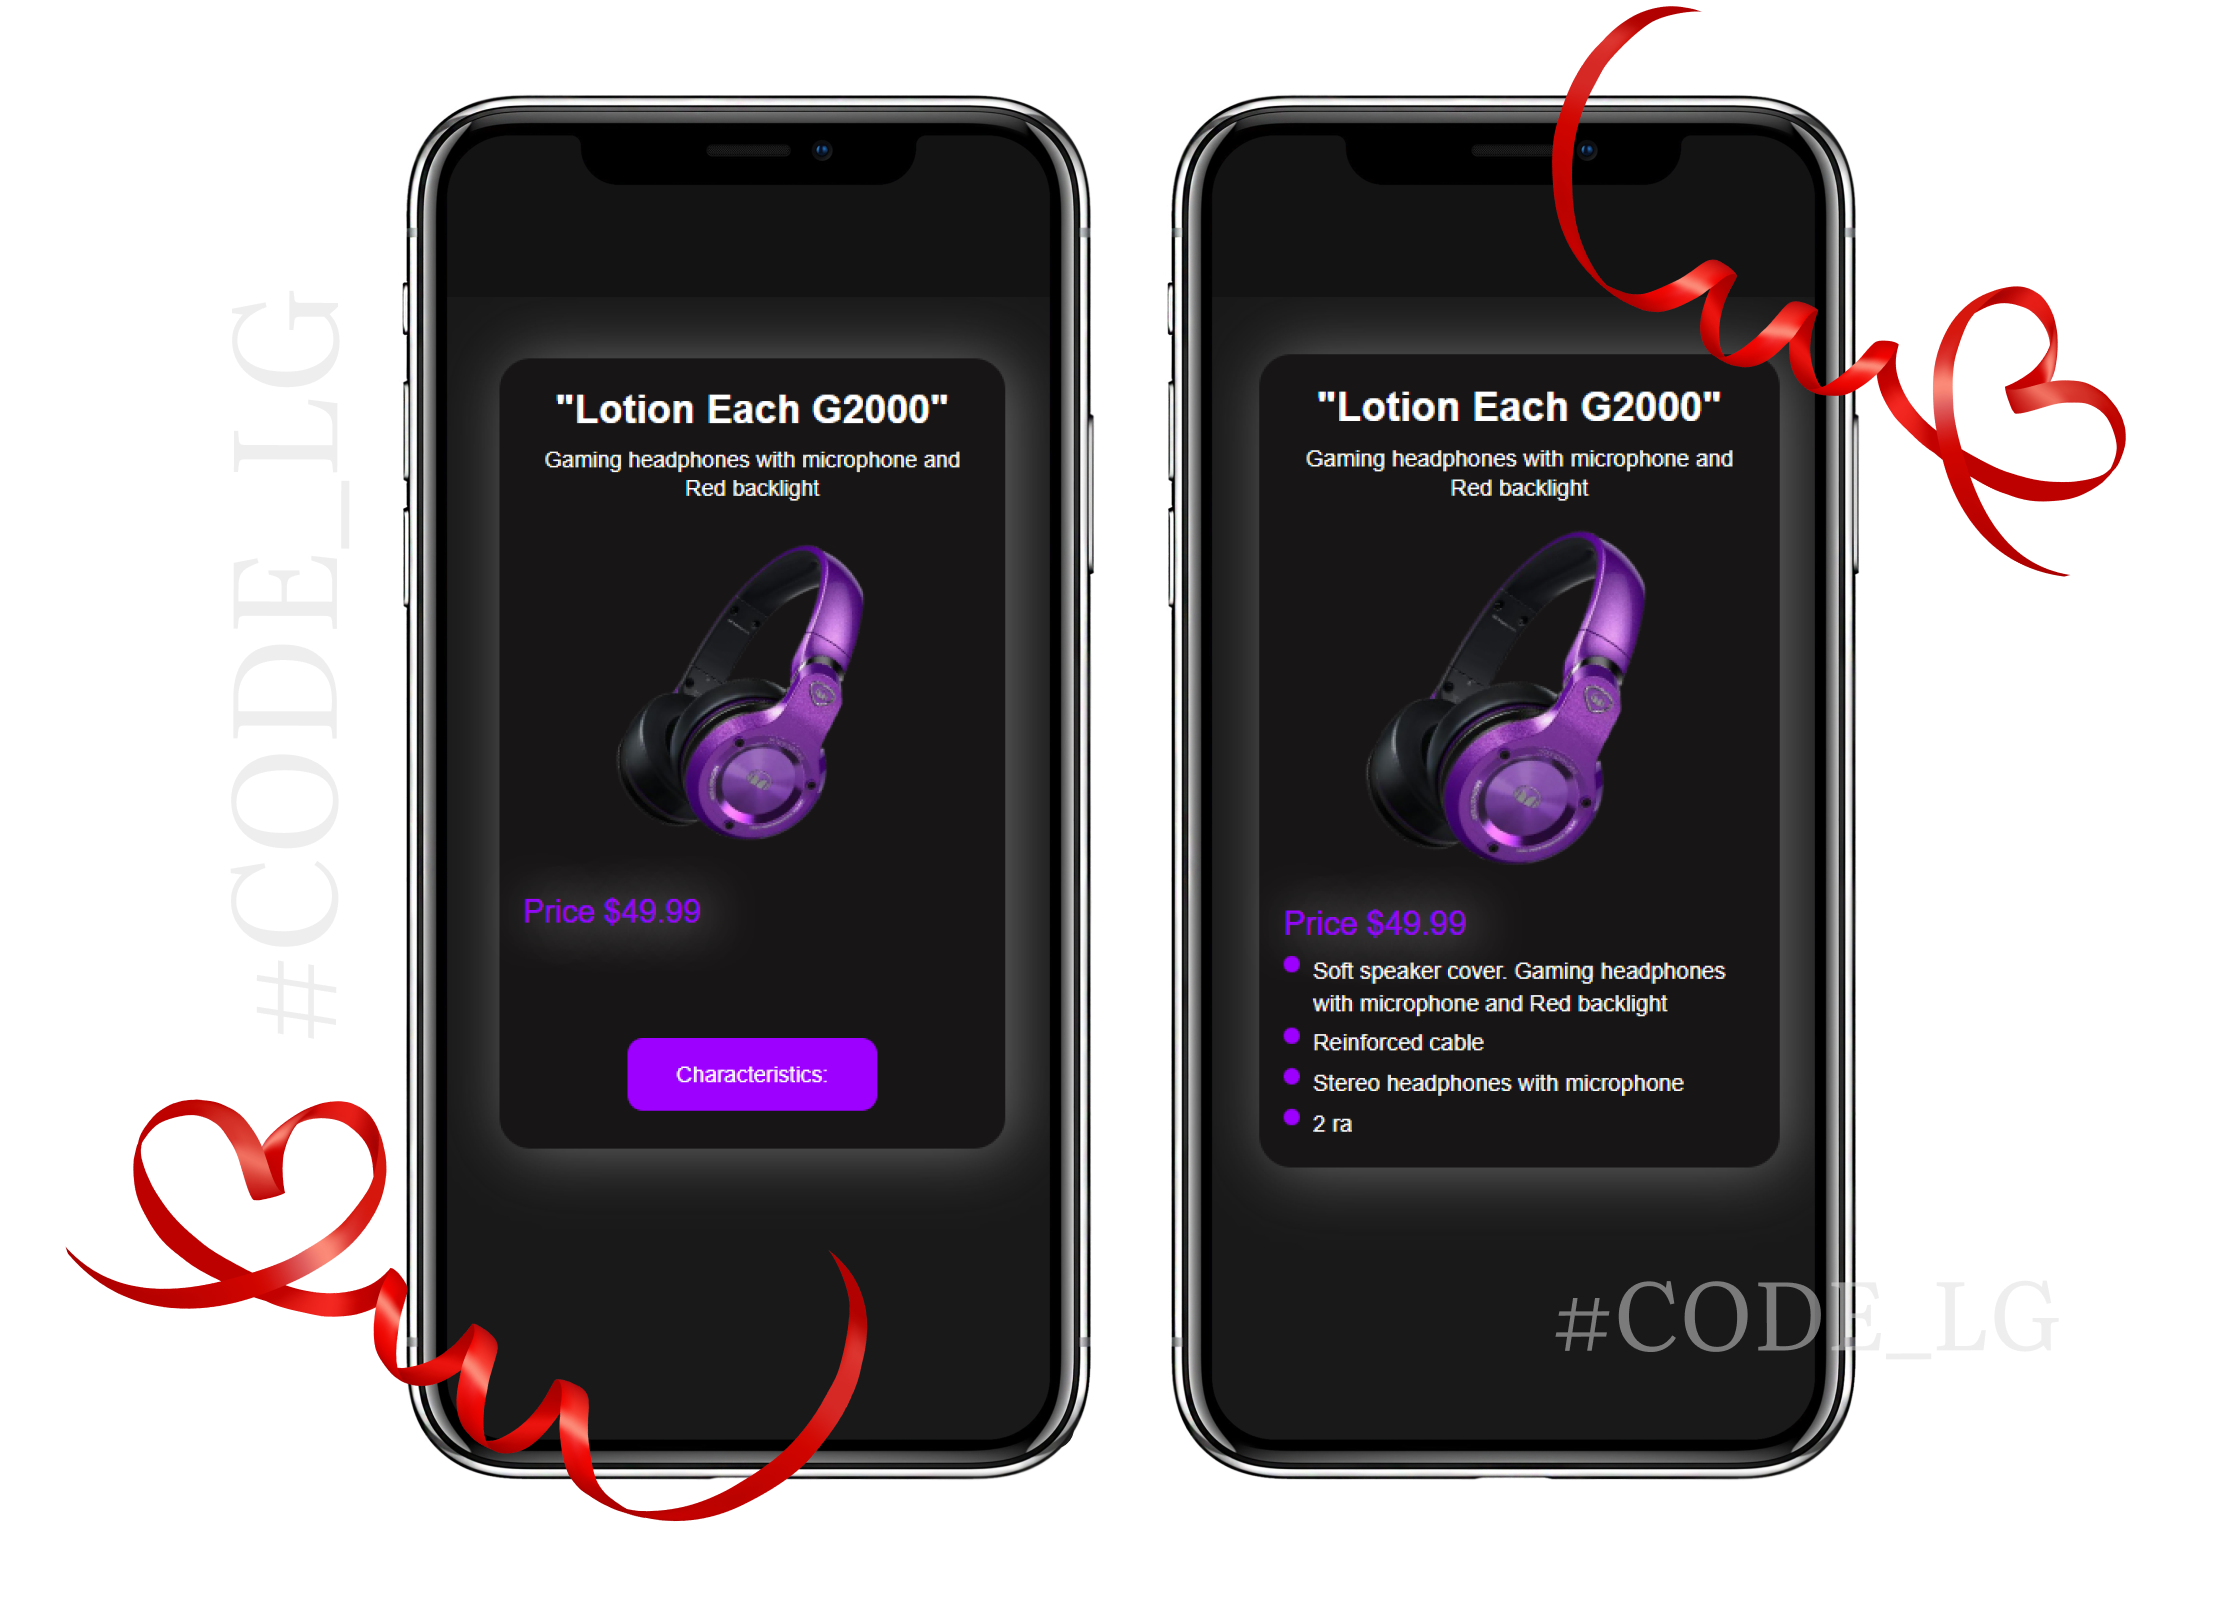 #CODE_LG
"Lotion Each G2000"
Gaming headphones with microphone and
Red backlight
Price $49.99
Characteristics:
"Lotion Each G2000"
Gaming headphones with microphone and
Red backlight
Price $49.99
Soft speaker cover. Gaming headphones
with microphone and Red backlight
Reinforced cable
Stereo headphones with microphone
2 ra
#CODE_LG